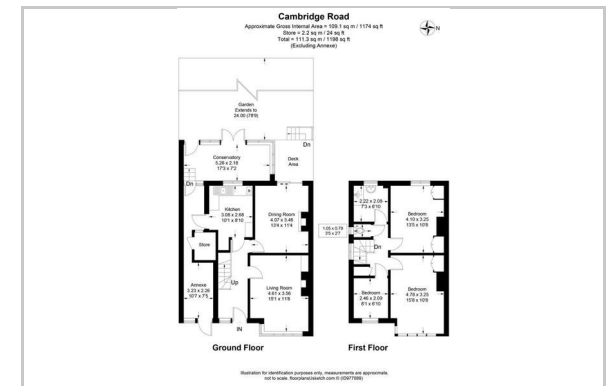 Cambridge Road
Approximate Gross Internal Area = 109.1 sq m / 1174 sq ft
Store = 2.2 sq m / 24 sq ft
Total = 111.3 sq m / 1198 sq ft
(Excluding Annexe)
N
Garden
Extends to
24.00 (78'9)
Dn
Conservatory
5.26 x 2.18
17'3 x 7'2
Deck
Area
Dn
Kitchen
3.08 x 2.68
10'1 x 8'10
Dining Room
4.07 x 3.46
13'4 x 11'4
Store
Annexe
3.23 x 2.26
10'7 x 7'5
Up
Living Room
4.61 x 3.56
15'1 x 11'8
IN
Ground Floor
2.22 x 2.08
7'3 x 6'10
1.05 x 0.79
3'5 x 2'7
Bedroom
4.10 x 3.25
13'5 x 10'8
Dn
Bedroom
2.46 x 2.09
8'1 x 6'10
Bedroom
4.78 x 3.25
15'8 x 10'8
First Floor
Illustration for identification purposes only, measurements are approximate,
not to scale. floorplansUsketch.com © (ID977886)